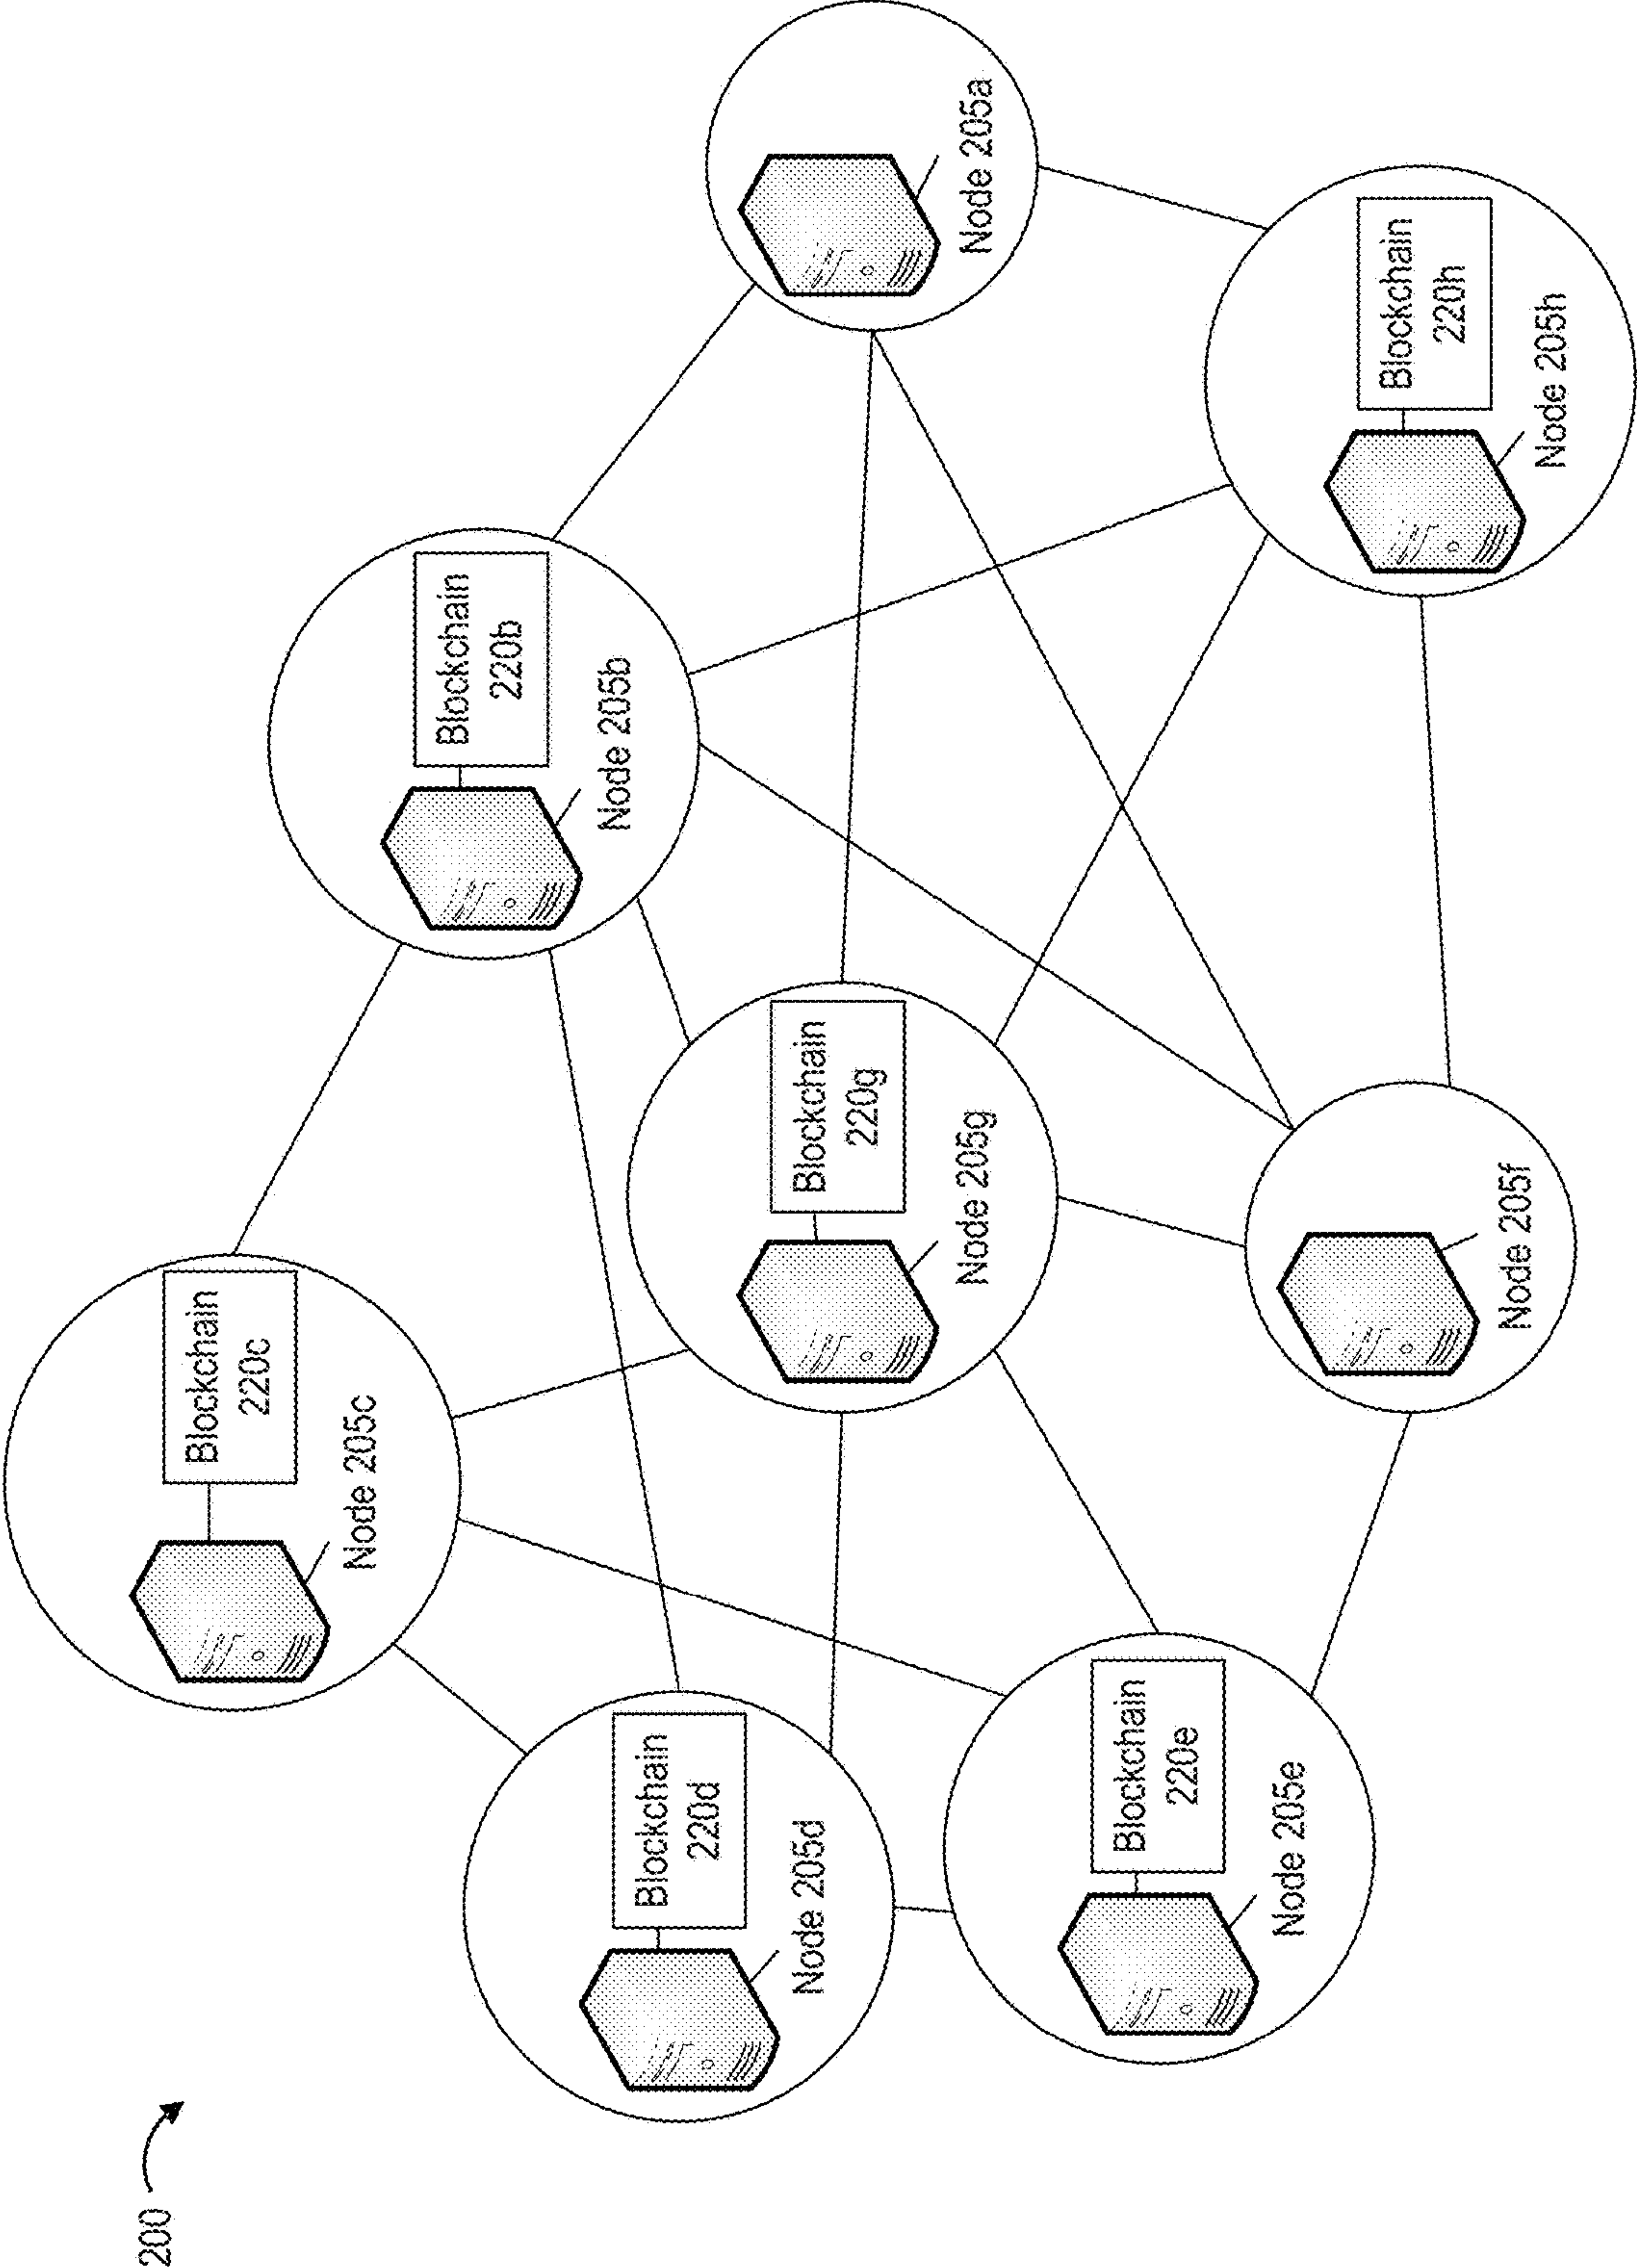 200
Blockchain
220c
Node 205c
Blockchain
220b
Node 205b
Blockchain
220d
Node 205d
Blockchain
220g
Node 205g
Node 205a
Blockchain
220e
Node 205e
Node 205f
Blockchain
220h
Node 205h